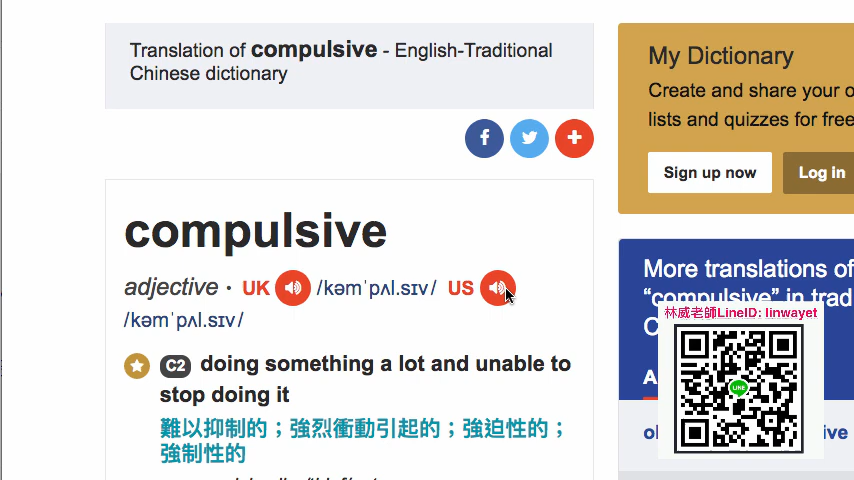 Translation of compulsive - English-Traditional
Chinese dictionary
compulsive
adjective · UK /kəmˈpʌl.sɪv/ US
/kəmˈpʌl.sɪv/
C2 doing something a lot and unable to
stop doing it
難以抑制的；強烈衝動引起的；強迫性的；
強制性的
My Dictionary
Create and share your o
lists and quizzes for free
Sign up now Log in
More translations of
“compulsive” in trad
C
林威老師LineID: linwayet
LINE